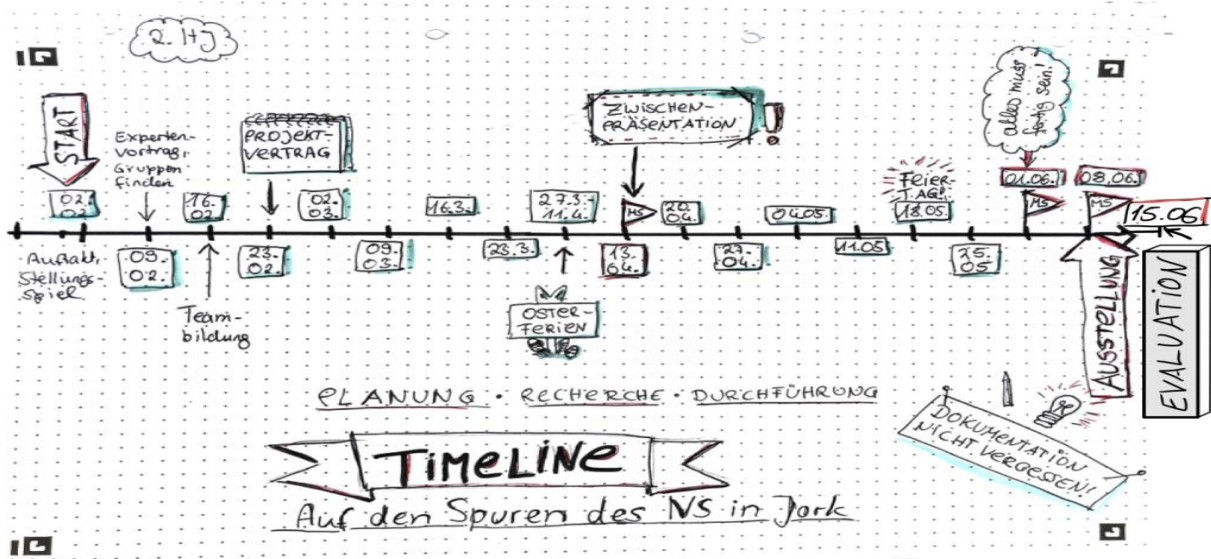 2. HJ
START
Experten-
vortrag,
Gruppen
finden
PROJEKT-
VERTRAG
ZWISCHEN-
PRÄSENTATION!
alles muss
fertig sein!
FEIER-
TAG!
02.
02.
16.
02
02.
03.
16.3.
27.3.-
11.4.
MS
20.
04.
04.05.
18.05.
01.06.
MS
08.06.
MS
15.06
Auftakt,
Stellungs-
spiel
09.
02.
23.
02.
09.
03.
23.3.
13.
04.
27.
04.
11.05
25.
05
Team-
bildung
OSTER-
FERIEN
AUSSTELLUNG
EVALUATION
PLANUNG · RECHERCHE · DURCHFÜHRUNG
DOKUMENTATION
NICHT VERGESSEN!
TIMELINE
Auf den Spuren des NS in Jork